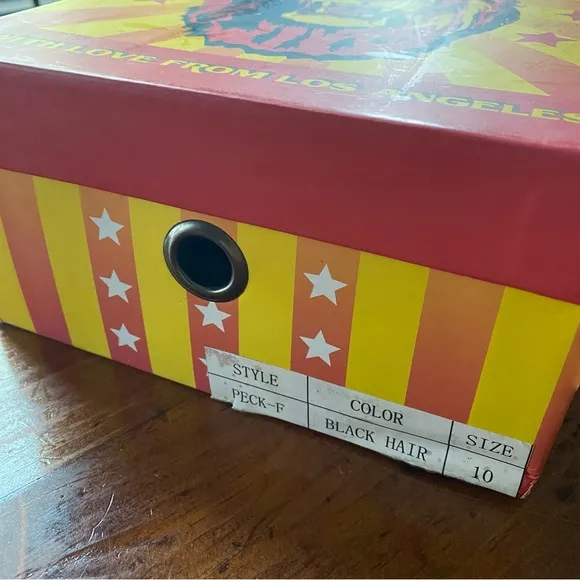 WITH LOVE FROM LOS ANGELES
STYLE COLOR SIZE
PECK-F BLACK HAIR 10